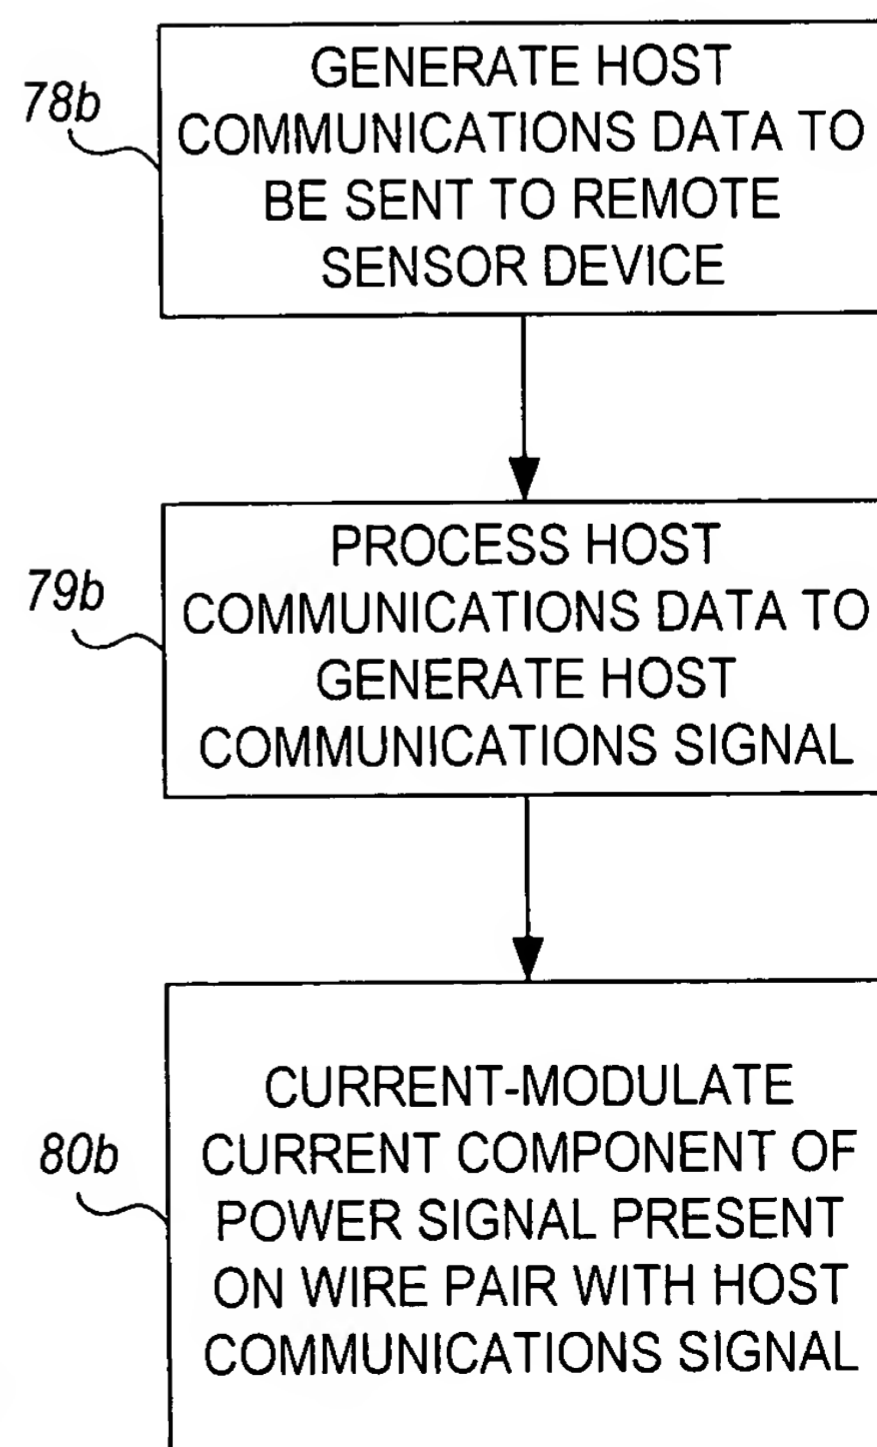 78b
GENERATE HOST
COMMUNICATIONS DATA TO
BE SENT TO REMOTE
SENSOR DEVICE
79b
PROCESS HOST
COMMUNICATIONS DATA TO
GENERATE HOST
COMMUNICATIONS SIGNAL
80b
CURRENT-MODULATE
CURRENT COMPONENT OF
POWER SIGNAL PRESENT
ON WIRE PAIR WITH HOST
COMMUNICATIONS SIGNAL